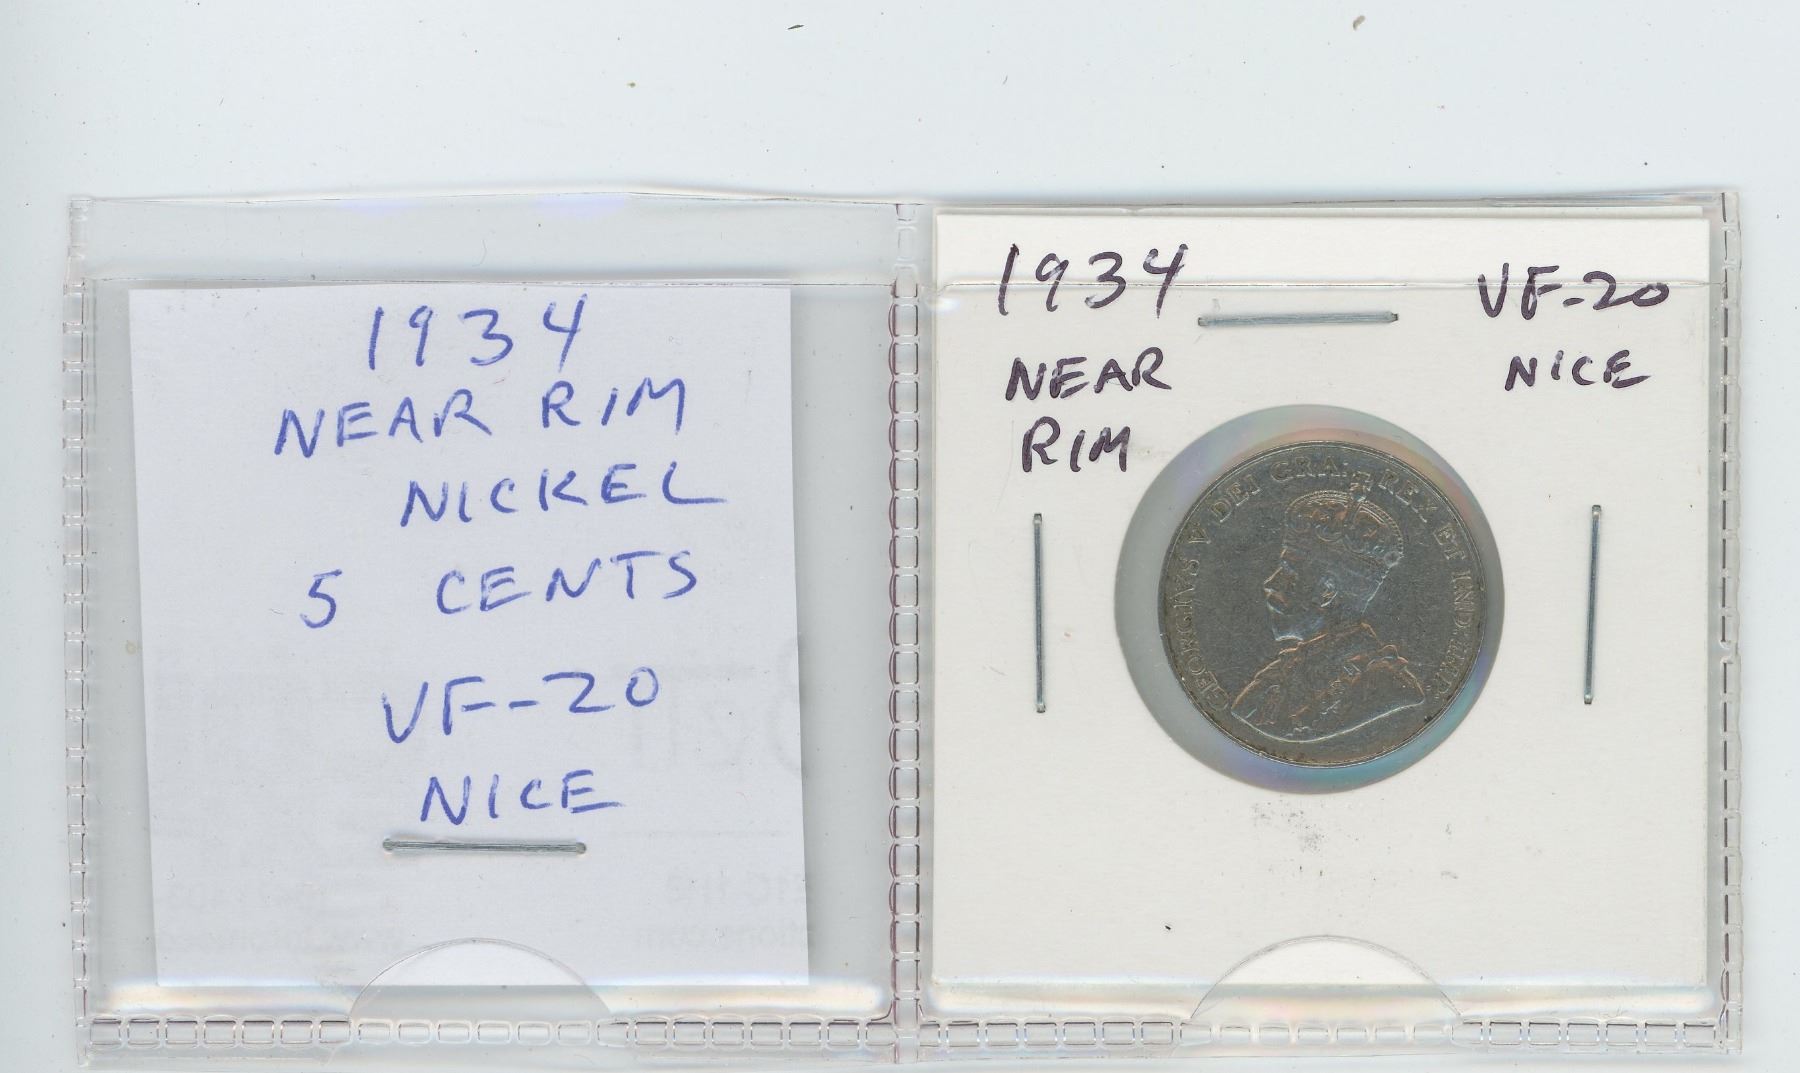 1934
NEAR RIM
NICKEL
5 CENTS
VF-20
NICE
1934
NEAR
RIM
VF-20
NICE
GEORGIVS V DEI GRA: REX ET IND: IMP: